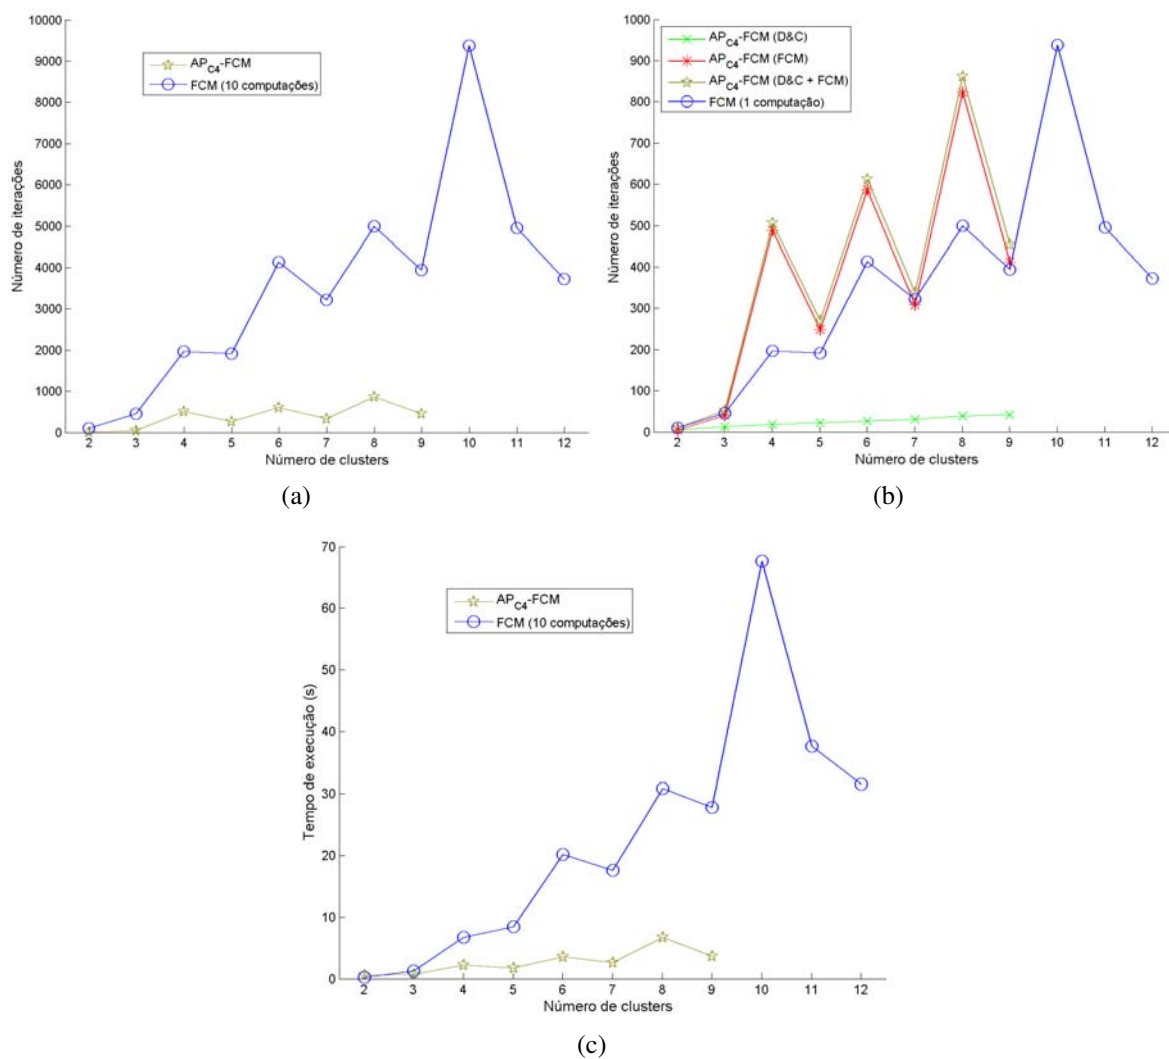 10000
9000
8000
7000
6000
5000
4000
3000
2000
1000
0
Número de iterações
AP_C4-FCM
FCM (10 computações)
2 3 4 5 6 7 8 9 10 11 12
Número de clusters
(a)
1000
900
800
700
600
500
400
300
200
100
0
Número de iterações
AP_C4-FCM (D&C)
AP_C4-FCM (FCM)
AP_C4-FCM (D&C + FCM)
FCM (1 computação)
2 3 4 5 6 7 8 9 10 11 12
Número de clusters
(b)
70
60
50
40
30
20
10
0
Tempo de execução (s)
AP_C4-FCM
FCM (10 computações)
2 3 4 5 6 7 8 9 10 11 12
Número de clusters
(c)